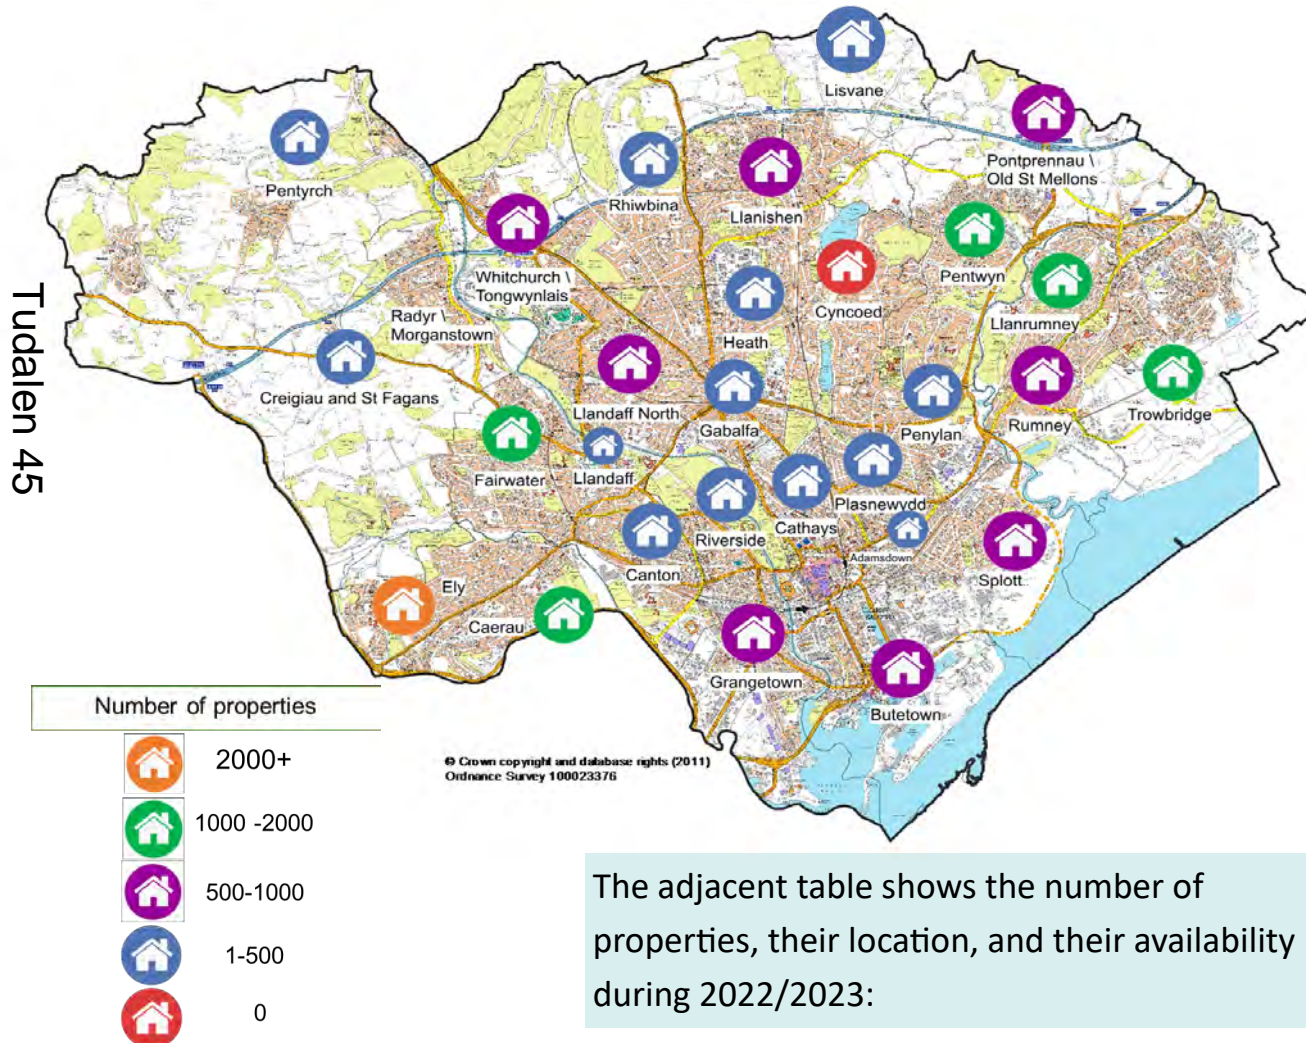 Tudalen 45
Lisvane
Pentyrch
Rhiwbina
Llanishen
Pontprennau \
Old St Mellons
Whitchurch \
Tongwynlais
Radyr \
Morganstown
Heath
Cyncoed
Pentwyn
Llanrumney
Creigiau and St Fagans
Llandaff North
Gabalfa
Penylan
Rumney
Trowbridge
Fairwater
Llandaff
Riverside
Cathays
Plasnewydd
Adamsdown
Canton
Splott
Ely
Caerau
Grangetown
Butetown
Number of properties
2000+
1000 -2000
500-1000
1-500
0
© Crown copyright and database rights (2011)
Ordnance Survey 100023376
The adjacent table shows the number of
properties, their location, and their availability
during 2022/2023: